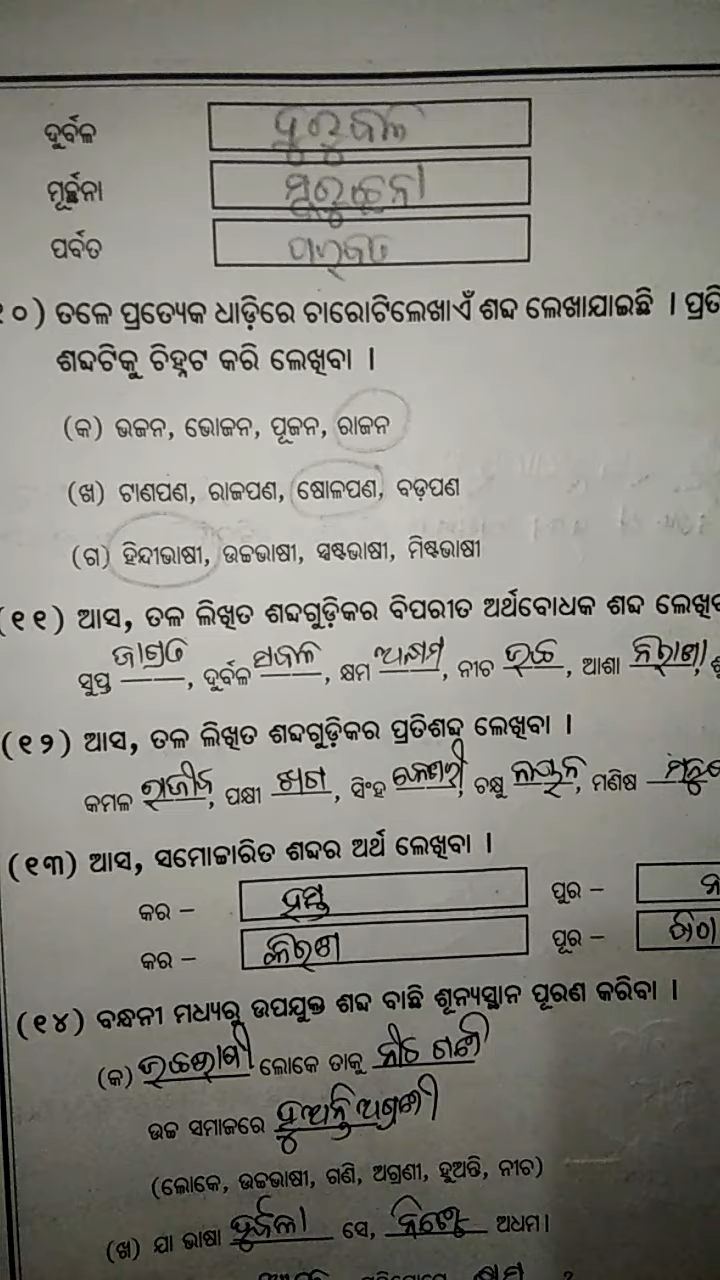 ଦୁର୍ବଳ ଦୁରୁବଳ
ମୂର୍ଚ୍ଛନା ମୂରୁଚ୍ଛନା
ପର୍ବତ ପରବତ
୧୦) ତଳେ ପ୍ରତ୍ୟେକ ଧାଡ଼ିରେ ଚାରୋଟିଲେଖାଏଁ ଶବ୍ଦ ଲେଖାଯାଇଛି । ପ୍ରତି
ଶବ୍ଦଟିକୁ ଚିହ୍ନଟ କରି ଲେଖିବା ।
(କ) ଭଜନ, ଭୋଜନ, ପୂଜନ, ରାଜନ
(ଖ) ଟାଣପଣ, ରାଜପଣ, ଷୋଳପଣ, ବଡ଼ପଣ
(ଗ) ହିନ୍ଦୀଭାଷୀ, ଉଚ୍ଚଭାଷୀ, ସ୍ପଷ୍ଟଭାଷୀ, ମିଷ୍ଟଭାଷୀ
(୧୧) ଆସ, ତଳ ଲିଖିତ ଶବ୍ଦଗୁଡ଼ିକର ବିପରୀତ ଅର୍ଥବୋଧକ ଶବ୍ଦ ଲେଖିବ
ସୁପ୍ତ ଜାଗ୍ରତ, ଦୁର୍ବଳ ସବଳ, କ୍ଷମ ଅକ୍ଷମ, ନୀଚ ଉଚ୍ଚ, ଆଶା ନିରାଶା,
(୧୨) ଆସ, ତଳ ଲିଖିତ ଶବ୍ଦଗୁଡ଼ିକର ପ୍ରତିଶବ୍ଦ ଲେଖିବା ।
କମଳ ରାଜୀବ, ପକ୍ଷୀ ଖଗ, ସିଂହ କେଶରୀ, ଚକ୍ଷୁ ନୟନ, ମଣିଷ
(୧୩) ଆସ, ସମୋଚ୍ଚାରିତ ଶବ୍ଦର ଅର୍ଥ ଲେଖିବା ।
କର – ହସ୍ତ ପୁର –
କର – କିରଣ ପୂର –
(୧୪) ବନ୍ଧନୀ ମଧ୍ୟରୁ ଉପଯୁକ୍ତ ଶବ୍ଦ ବାଛି ଶୂନ୍ୟସ୍ଥାନ ପୂରଣ କରିବା ।
(କ) ଉଚ୍ଚଭାଷୀ ଲୋକେ ତାକୁ ନୀଚ ଗଣି
ଉଚ୍ଚ ସମାଜରେ ହୁଅନ୍ତି ଅଗ୍ରଣୀ
(ଲୋକେ, ଉଚ୍ଚଭାଷୀ, ଗଣି, ଅଗ୍ରଣୀ, ହୁଅନ୍ତି, ନୀଚ)
(ଖ) ଯା ଭାଷା ଦୁର୍ବଳା ସେ, ନିଶ୍ଚେ ଅଧମ।